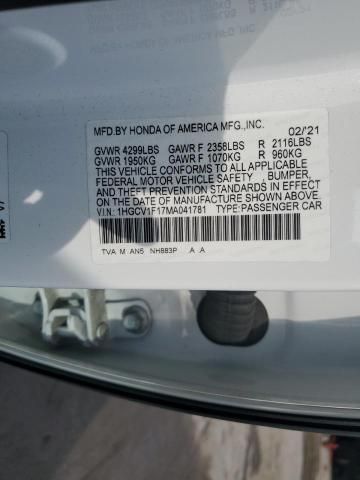 MFD.BY HONDA OF AMERICA MFG.,INC. 02/'21
GVWR 4299LBS GAWR F 2358LBS R 2116LBS
GVWR 1950KG GAWR F 1070KG R 960KG
THIS VEHICLE CONFORMS TO ALL APPLICABLE
FEDERAL MOTOR VEHICLE SAFETY , BUMPER,
AND THEFT PREVENTION STANDARDS IN EFFECT
ON THE DATE OF MANUFACTURE SHOWN ABOVE.
V.I.N.: 1HGCV1F17MA041781 TYPE:PASSENGER CAR
TVA M AN5 NH883P A A